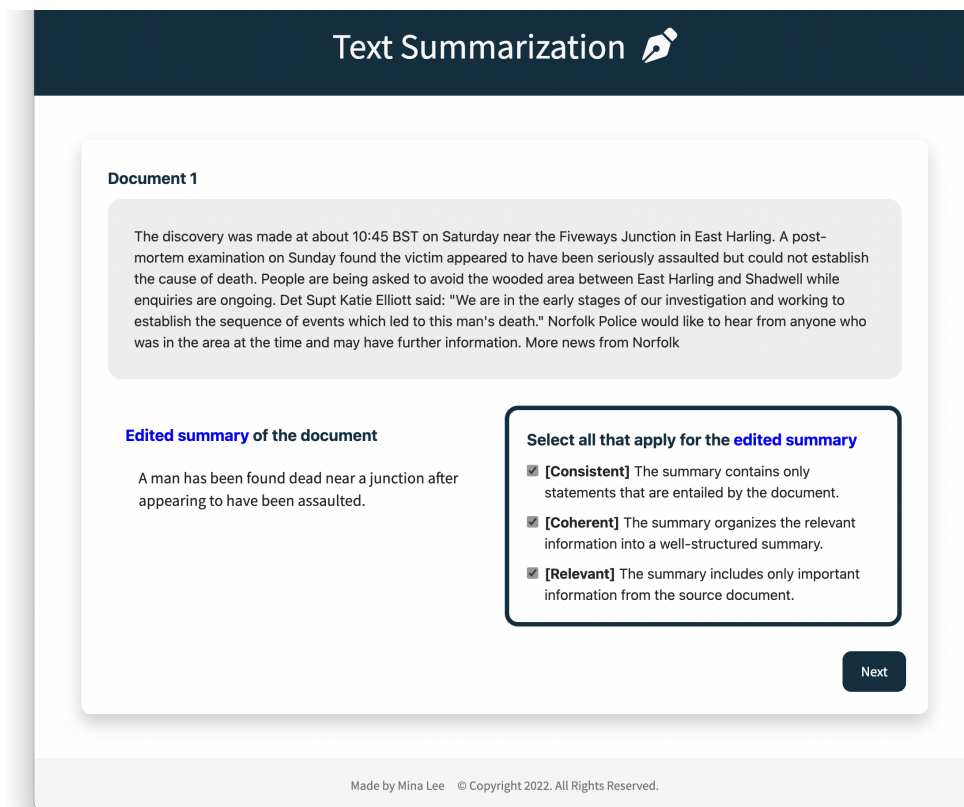 Text Summarization
Document 1
The discovery was made at about 10:45 BST on Saturday near the Fiveways Junction in East Harling. A post-
mortem examination on Sunday found the victim appeared to have been seriously assaulted but could not establish
the cause of death. People are being asked to avoid the wooded area between East Harling and Shadwell while
enquiries are ongoing. Det Supt Katie Elliott said: "We are in the early stages of our investigation and working to
establish the sequence of events which led to this man's death." Norfolk Police would like to hear from anyone who
was in the area at the time and may have further information. More news from Norfolk
Edited summary of the document
A man has been found dead near a junction after
appearing to have been assaulted.
Select all that apply for the edited summary
[Consistent] The summary contains only
statements that are entailed by the document.
[Coherent] The summary organizes the relevant
information into a well-structured summary.
[Relevant] The summary includes only important
information from the source document.
Next
Made by Mina Lee © Copyright 2022. All Rights Reserved.